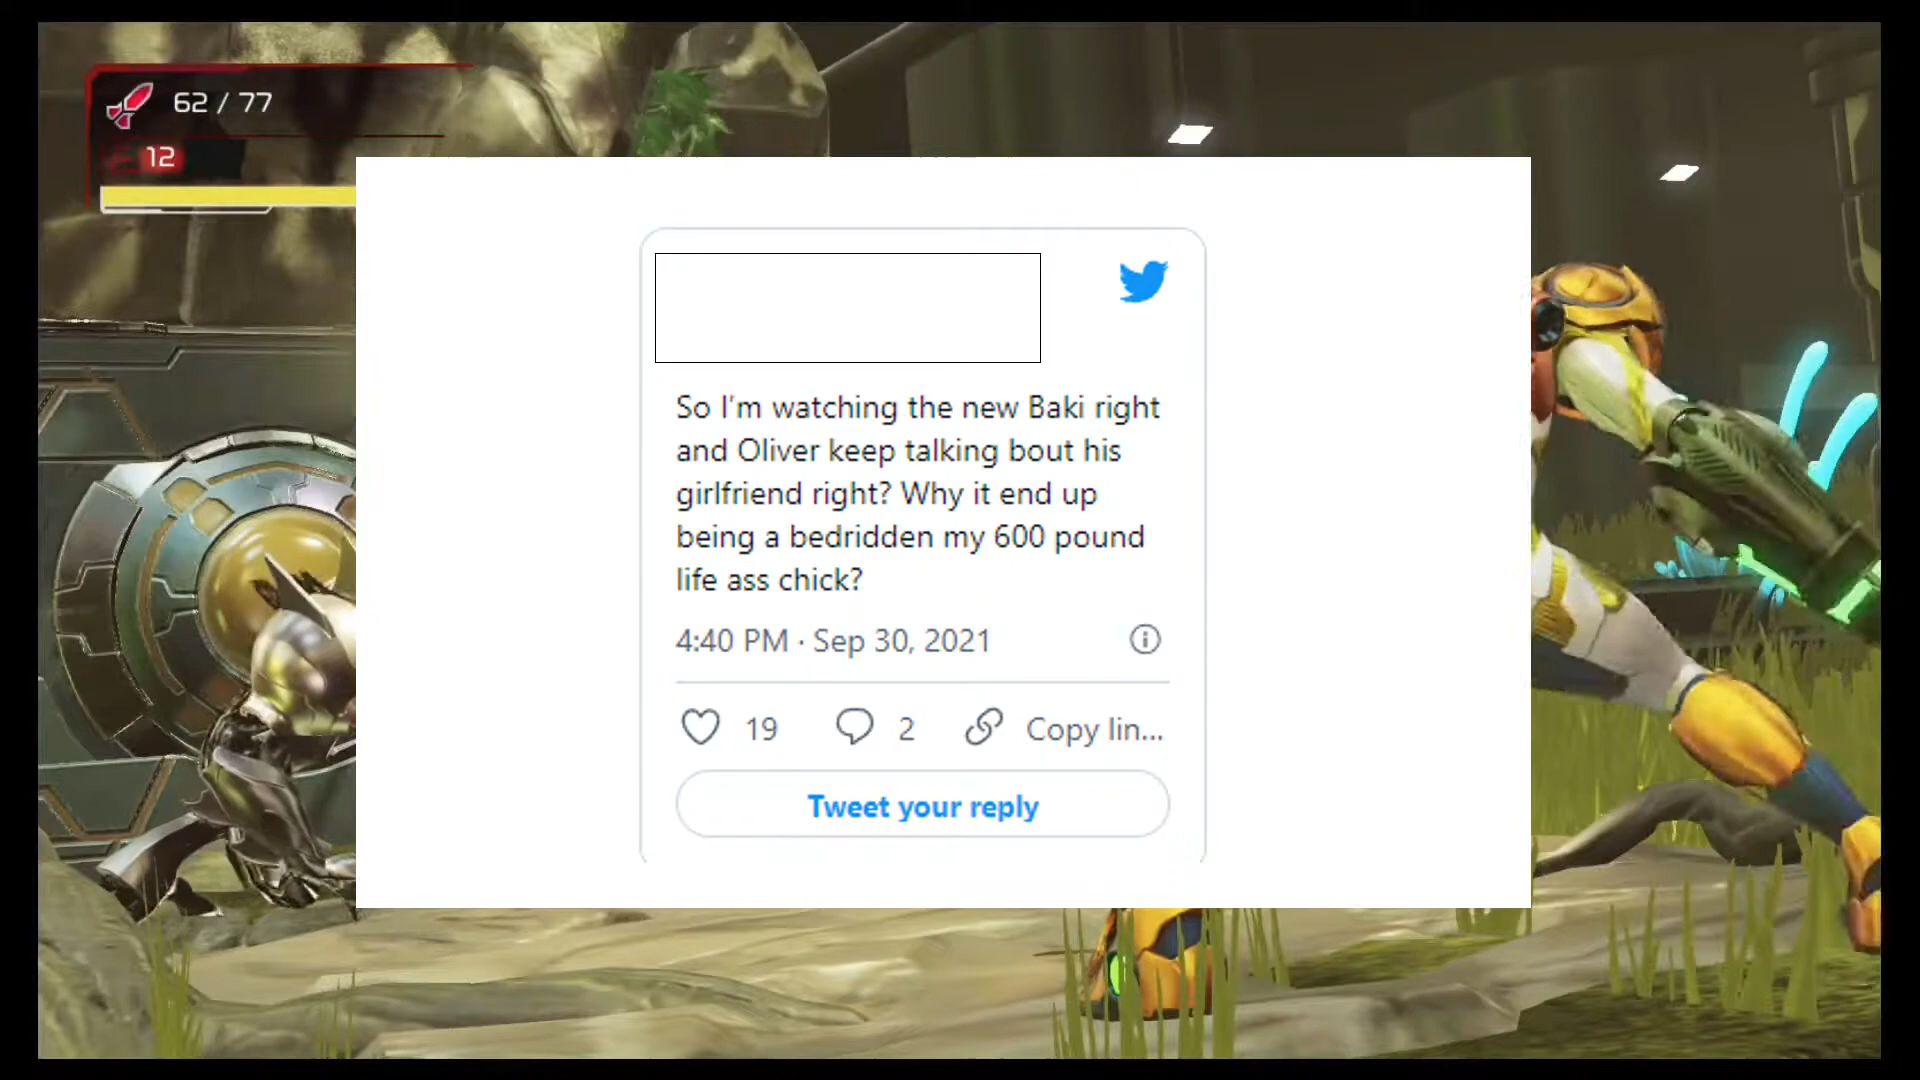 62 / 77
12
So I'm watching the new Baki right
and Oliver keep talking bout his
girlfriend right? Why it end up
being a bedridden my 600 pound
life ass chick?
4:40 PM · Sep 30, 2021
19 2 Copy lin...
Tweet your reply